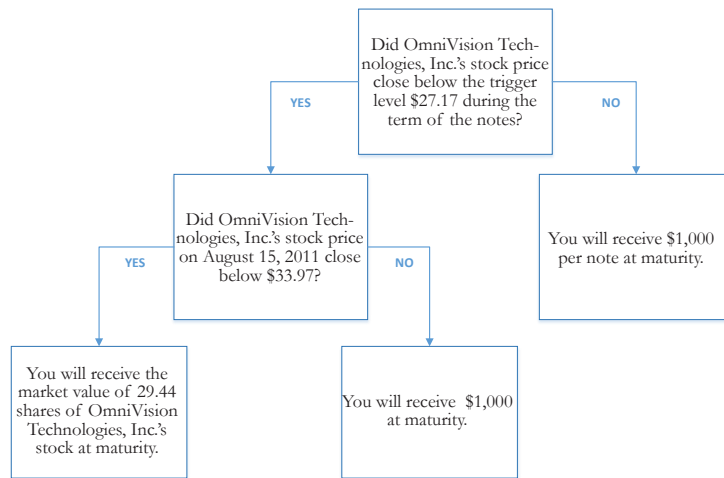 Did OmniVision Tech-
nologies, Inc.'s stock price
close below the trigger
level $27.17 during the
term of the notes?
YES
NO
Did OmniVision Tech-
nologies, Inc.'s stock price
on August 15, 2011 close
below $33.97?
You will receive $1,000
per note at maturity.
YES
NO
You will receive the
market value of 29.44
shares of OmniVision
Technologies, Inc.'s
stock at maturity.
You will receive $1,000
at maturity.